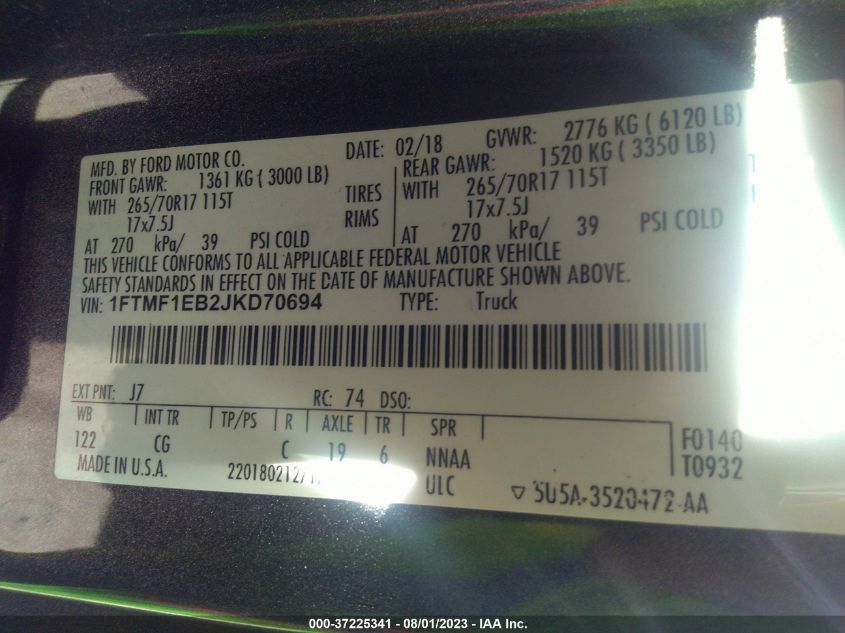 MFD. BY FORD MOTOR CO. DATE: 02/18 GVWR: 2776 KG ( 6120 LB)
FRONT GAWR: 1361 KG ( 3000 LB) REAR GAWR: 1520 KG ( 3350 LB)
WITH 265/70R17 115T TIRES WITH 265/70R17 115T
17x7.5J RIMS 17x7.5J
AT 270 kPa/ 39 PSI COLD AT 270 kPa/ 39 PSI COLD
THIS VEHICLE CONFORMS TO ALL APPLICABLE FEDERAL MOTOR VEHICLE
SAFETY STANDARDS IN EFFECT ON THE DATE OF MANUFACTURE SHOWN ABOVE.
VIN: 1FTMF1EB2JKD70694 TYPE: Truck
EXT PNT: J7 RC: 74 DSO:
WB INT TR TP/PS R AXLE TR SPR
122 CG C 19 6 NNAA F0140
MADE IN U.S.A. ULC T0932
▽ 5U5A-3520472-AA
000-37225341 - 08/01/2023 - IAA Inc.